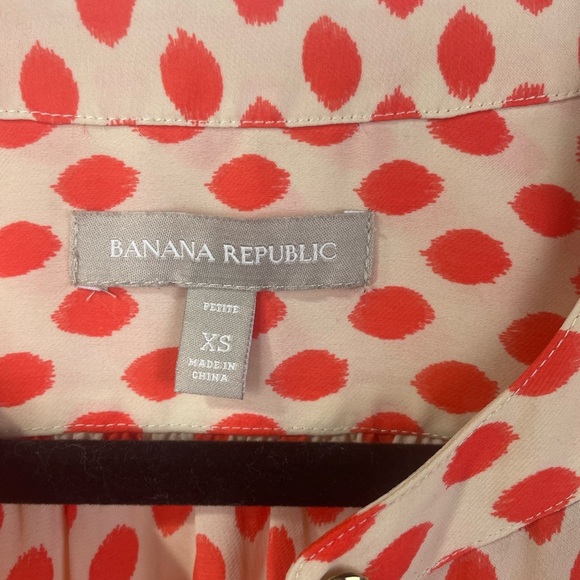 BANANA REPUBLIC
PETITE
XS
MADE IN
CHINA